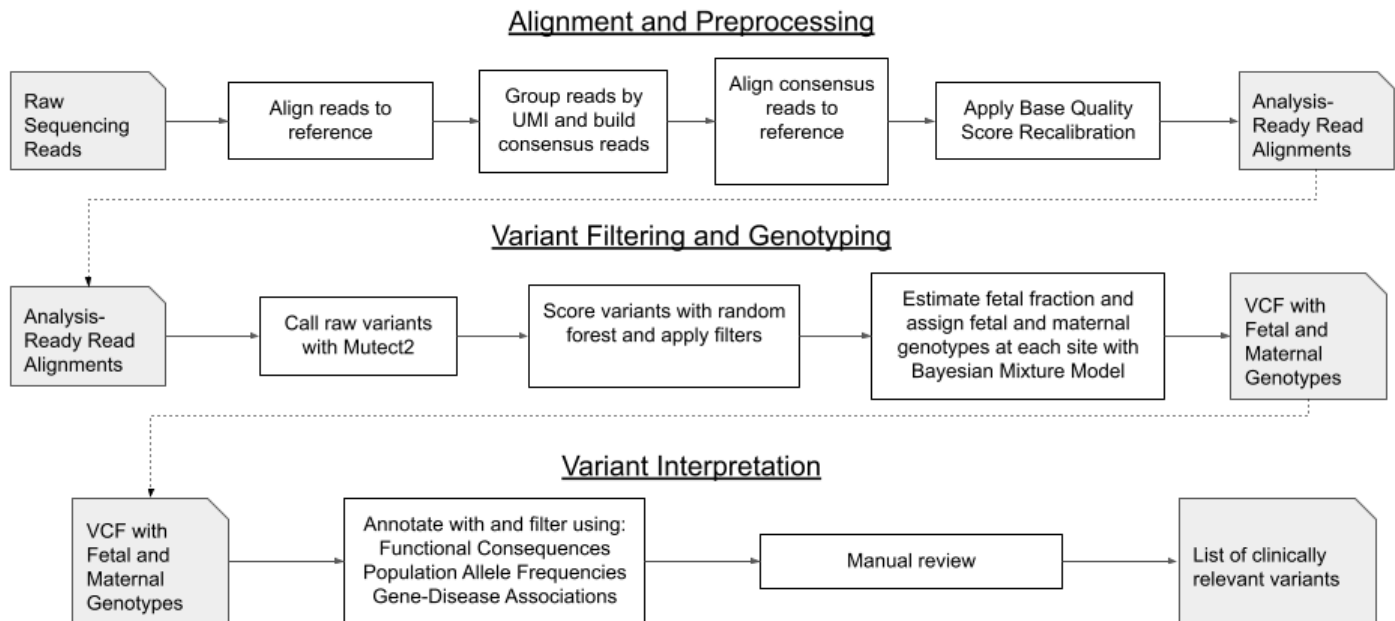 Alignment and Preprocessing
Raw
Sequencing
Reads
Align reads to
reference
Group reads by
UMI and build
consensus reads
Align consensus
reads to
reference
Apply Base Quality
Score Recalibration
Analysis-
Ready Read
Alignments
Variant Filtering and Genotyping
Analysis-
Ready Read
Alignments
Call raw variants
with Mutect2
Score variants with random
forest and apply filters
Estimate fetal fraction and
assign fetal and maternal
genotypes at each site with
Bayesian Mixture Model
VCF with
Fetal and
Maternal
Genotypes
Variant Interpretation
VCF with
Fetal and
Maternal
Genotypes
Annotate with and filter using:
Functional Consequences
Population Allele Frequencies
Gene-Disease Associations
Manual review
List of clinically
relevant variants